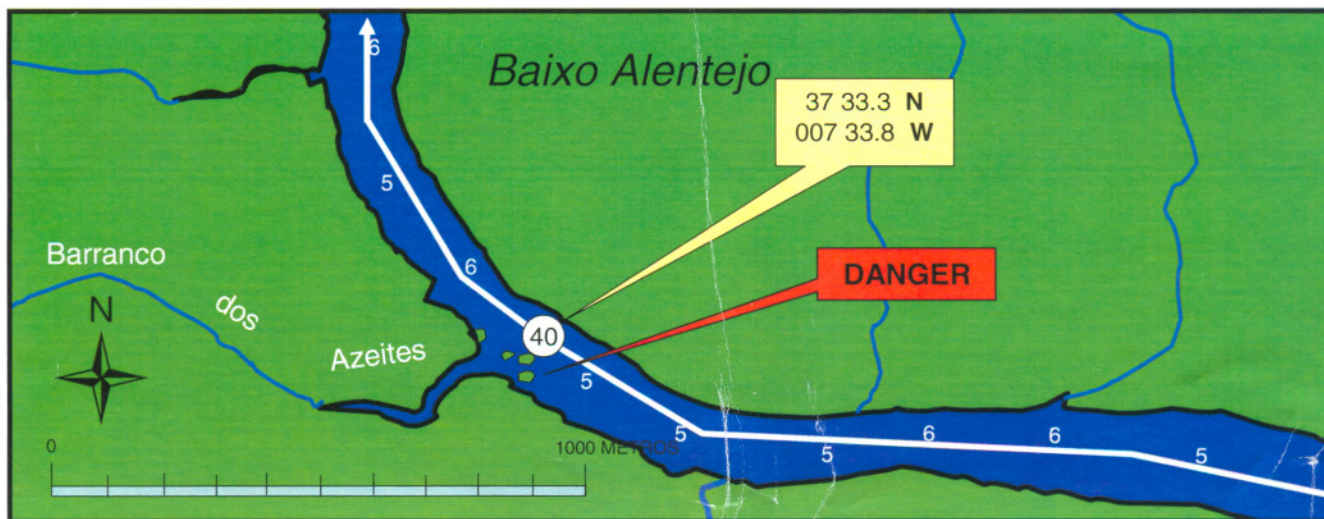 6
Baixo Alentejo
37 33.3 N
007 33.8 W
5
Barranco
6
DANGER
dos
N
40
Azeites
5
5
6
6
5
5
0
1000 METROS